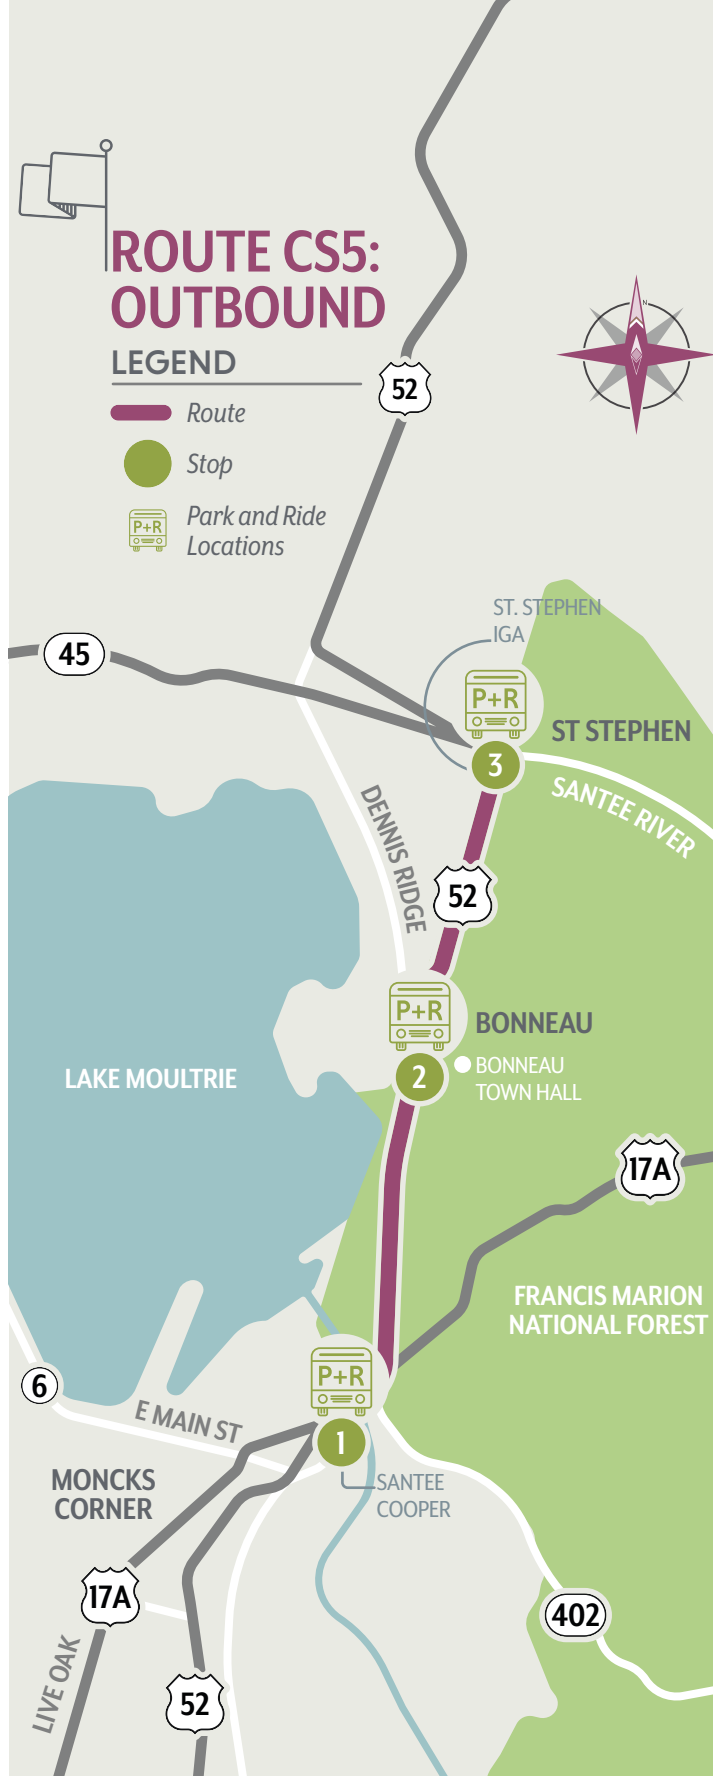 ROUTE CS5:
OUTBOUND
LEGEND
Route
Stop
P+R
Park and Ride
Locations
N
52
45
ST. STEPHEN
IGA
P+R
ST STEPHEN
3
SANTEE RIVER
DENNIS RIDGE
52
P+R
BONNEAU
2
BONNEAU
TOWN HALL
LAKE MOULTRIE
17A
FRANCIS MARION
NATIONAL FOREST
P+R
6
E MAIN ST
1
MONCKS
CORNER
SANTEE
COOPER
17A
402
LIVE OAK
52